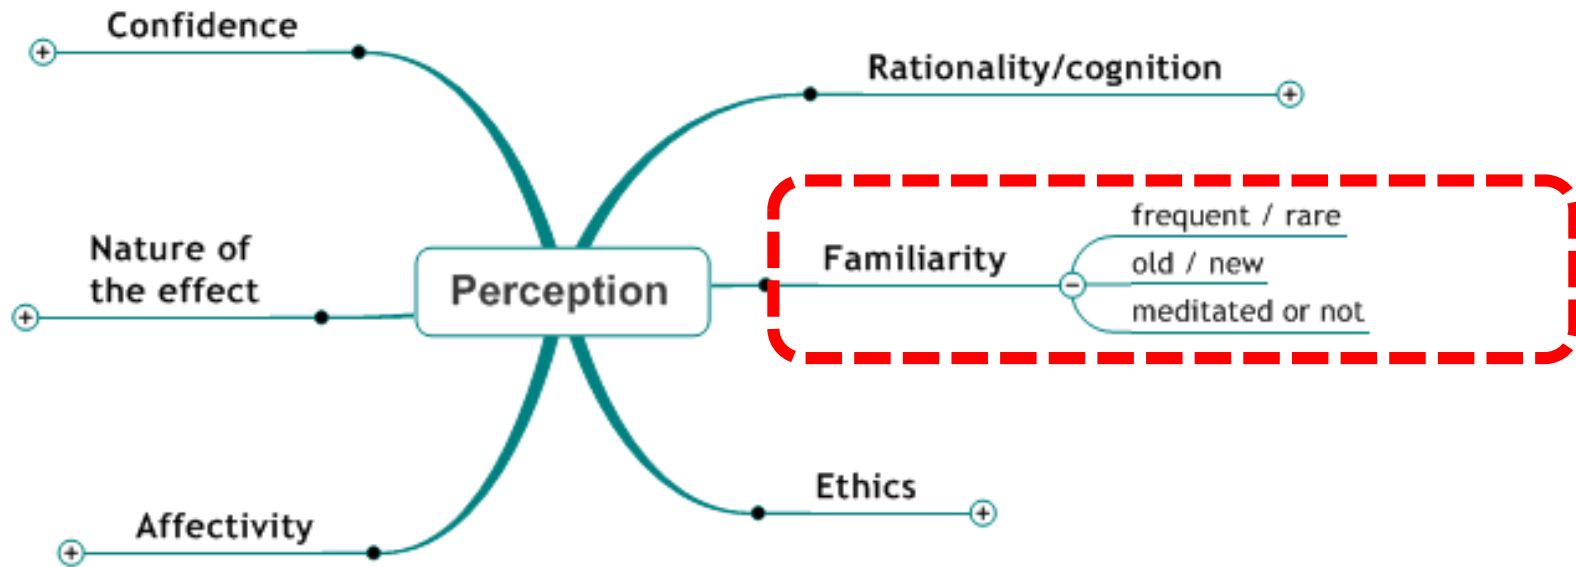 Confidence
Rationality/cognition
frequent / rare
Familiarity
old / new
meditated or not
Nature of
the effect
Perception
Ethics
Affectivity